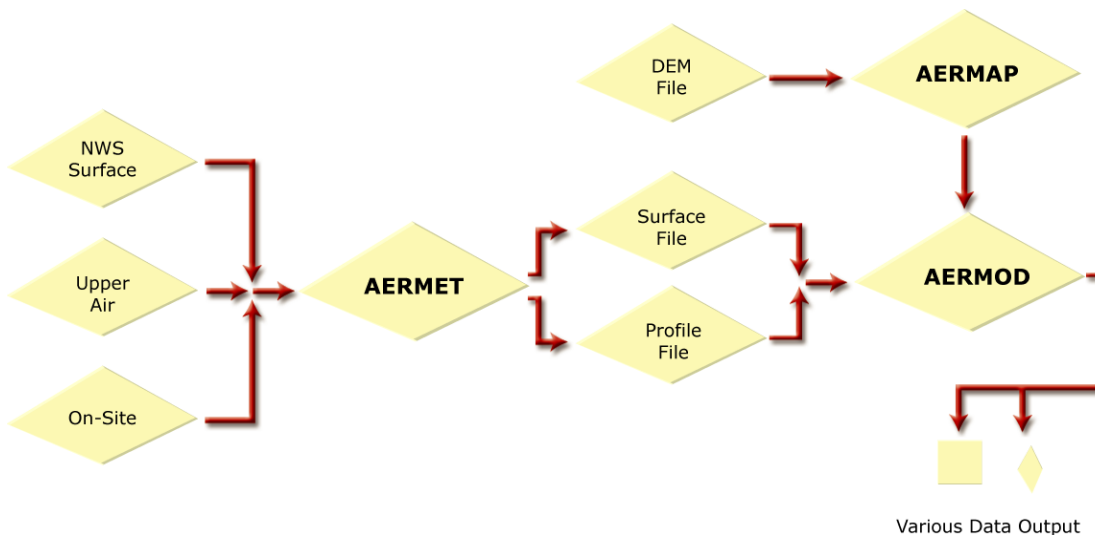 DEM
File
AERMAP
NWS
Surface
Surface
File
Upper
Air
AERMET
AERMOD
Profile
File
On-Site
Various Data Output